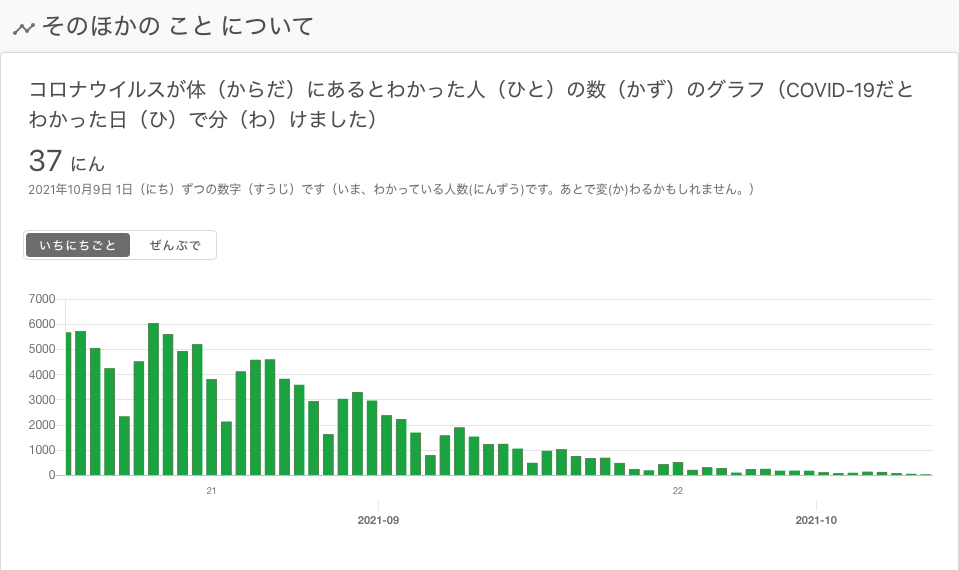 そのほかの こと について
コロナウイルスが体（からだ）にあるとわかった人（ひと）の数（かず）のグラフ（COVID-19だと
わかった日（ひ）で分（わ）けました）
37 にん
2021年10月9日 1日（にち）ずつの数字（すうじ）です（いま、わかっている人数(にんずう)です。あとで変(か)わるかもしれません。）
いちにちごと ぜんぶで
7000
6000
5000
4000
3000
2000
1000
0
21 22
2021-09 2021-10